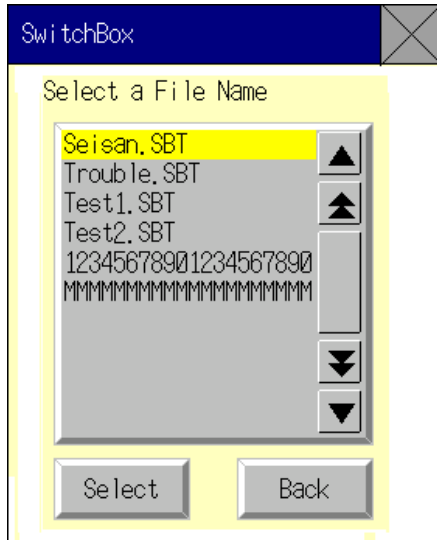 SwitchBox
Select a File Name
Seisan.SBT
Trouble.SBT
Test1.SBT
Test2.SBT
12345678901234567890
MMMMMMMMMMMMMMMMMMMM
Select
Back